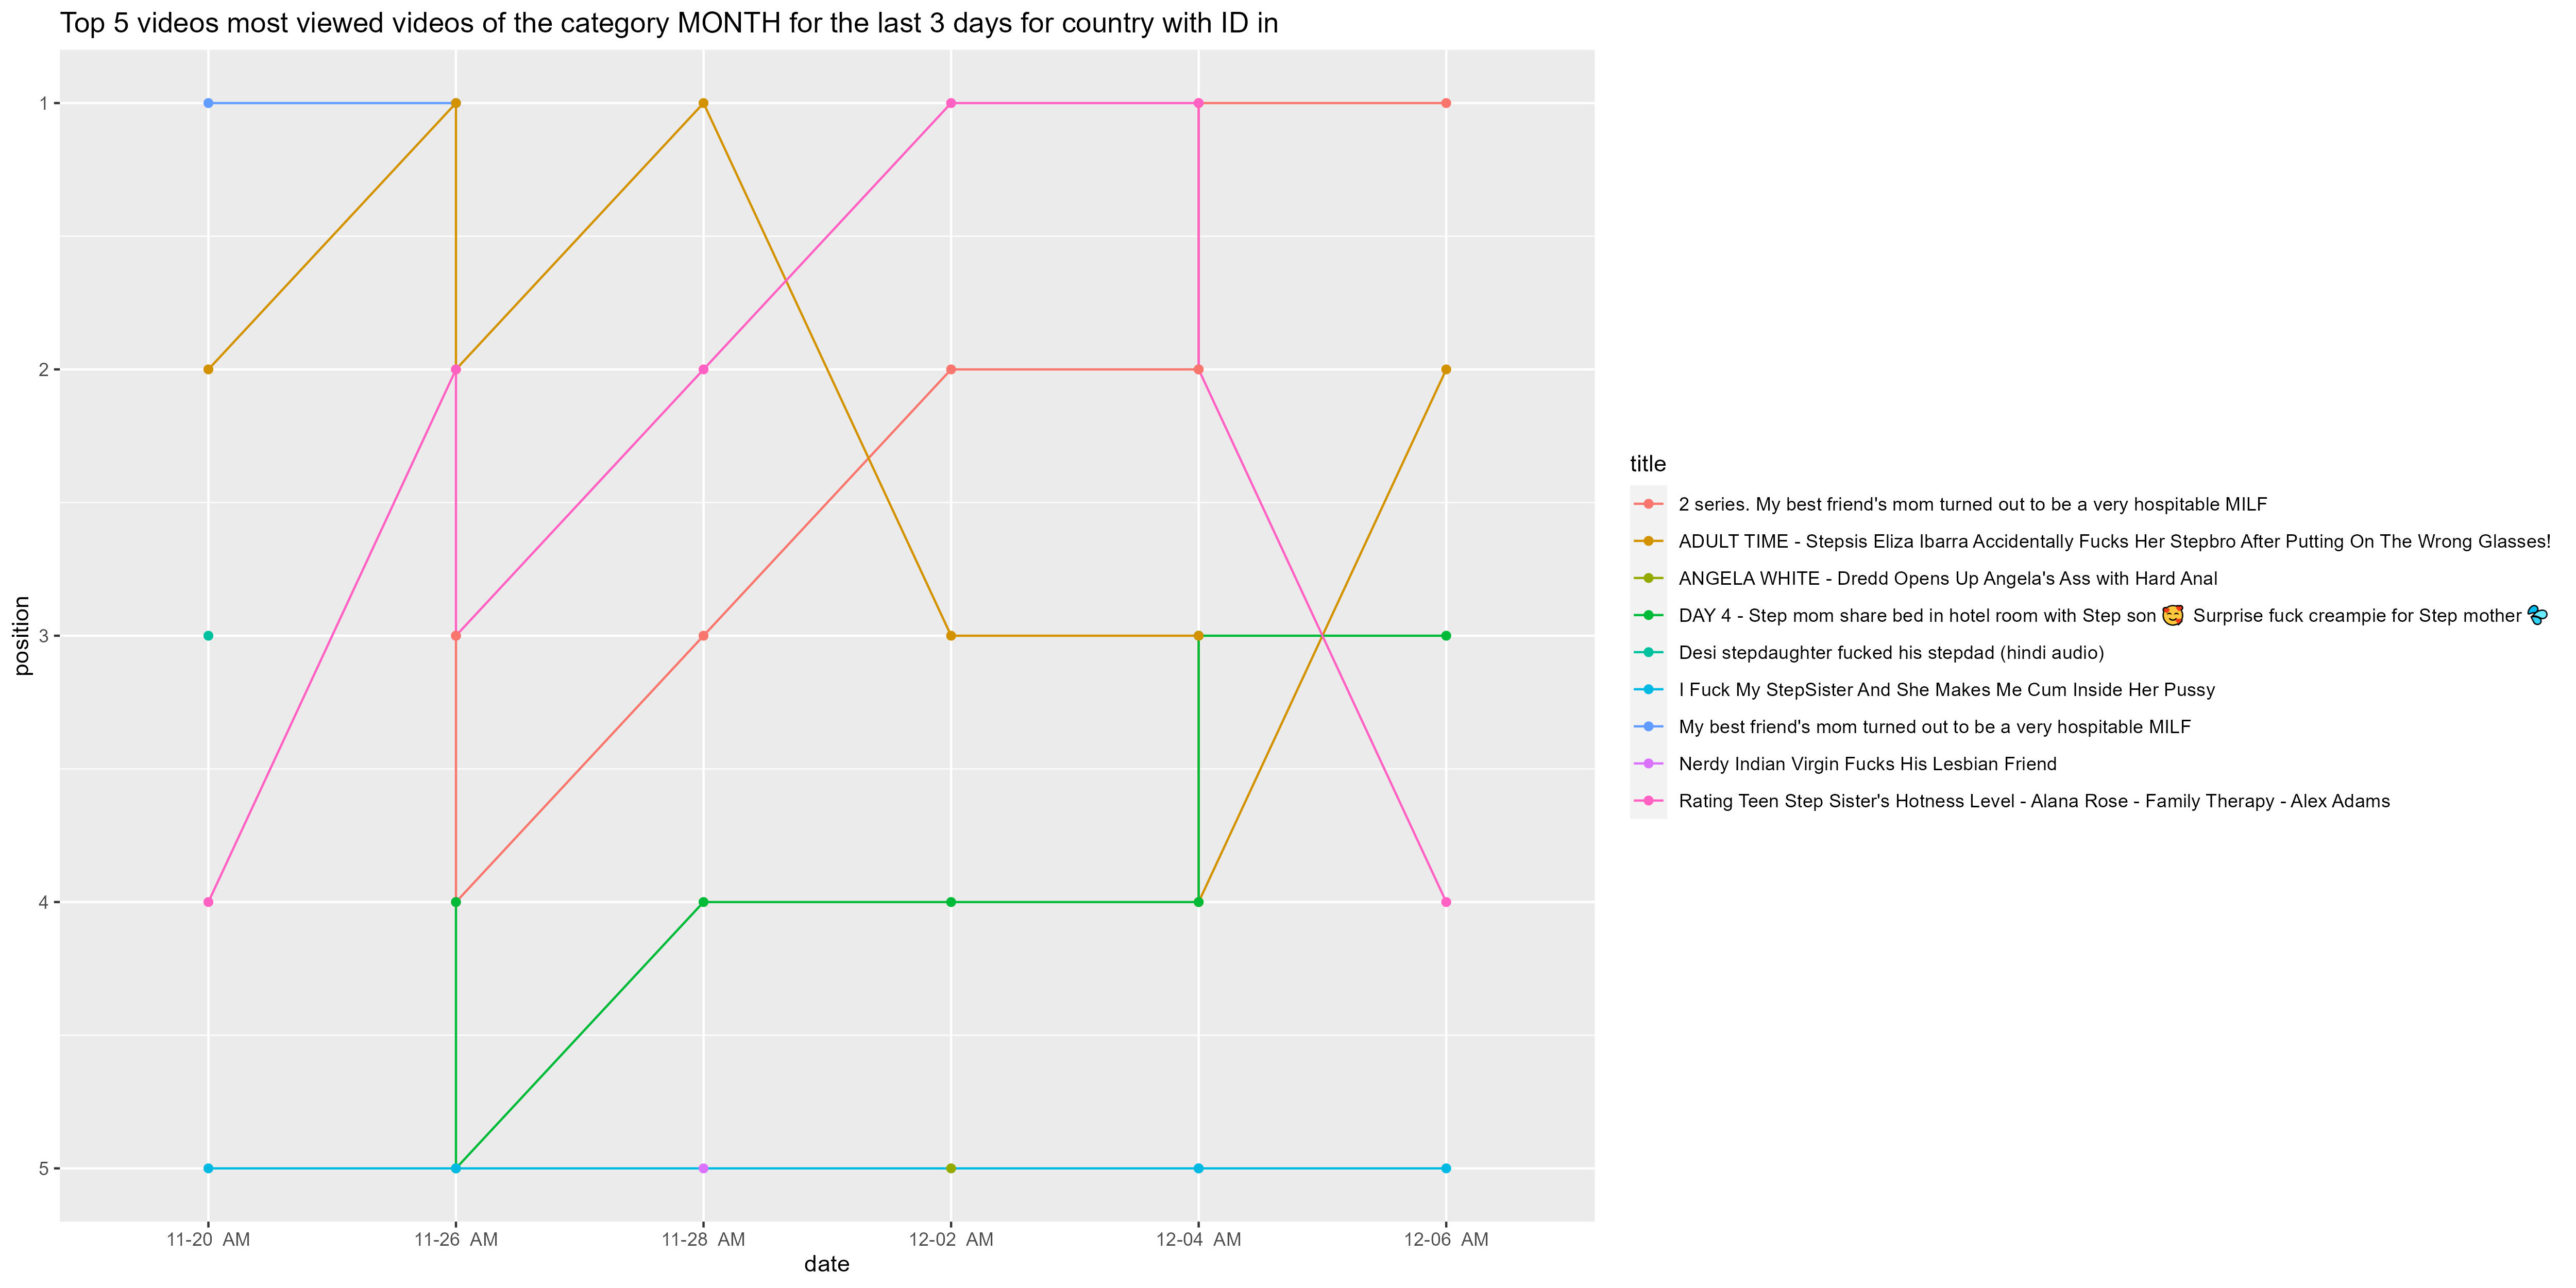 Top 5 videos most viewed videos of the category MONTH for the last 3 days for country with ID in
1
2
3
4
5
position
11-20 AM
11-26 AM
11-28 AM
12-02 AM
12-04 AM
12-06 AM
date
title
2 series. My best friend's mom turned out to be a very hospitable MILF
ADULT TIME - Stepsis Eliza Ibarra Accidentally Fucks Her Stepbro After Putting On The Wrong Glasses!
ANGELA WHITE - Dredd Opens Up Angela's Ass with Hard Anal
DAY 4 - Step mom share bed in hotel room with Step son 🥰 Surprise fuck creampie for Step mother 💦
Desi stepdaughter fucked his stepdad (hindi audio)
I Fuck My StepSister And She Makes Me Cum Inside Her Pussy
My best friend's mom turned out to be a very hospitable MILF
Nerdy Indian Virgin Fucks His Lesbian Friend
Rating Teen Step Sister's Hotness Level - Alana Rose - Family Therapy - Alex Adams